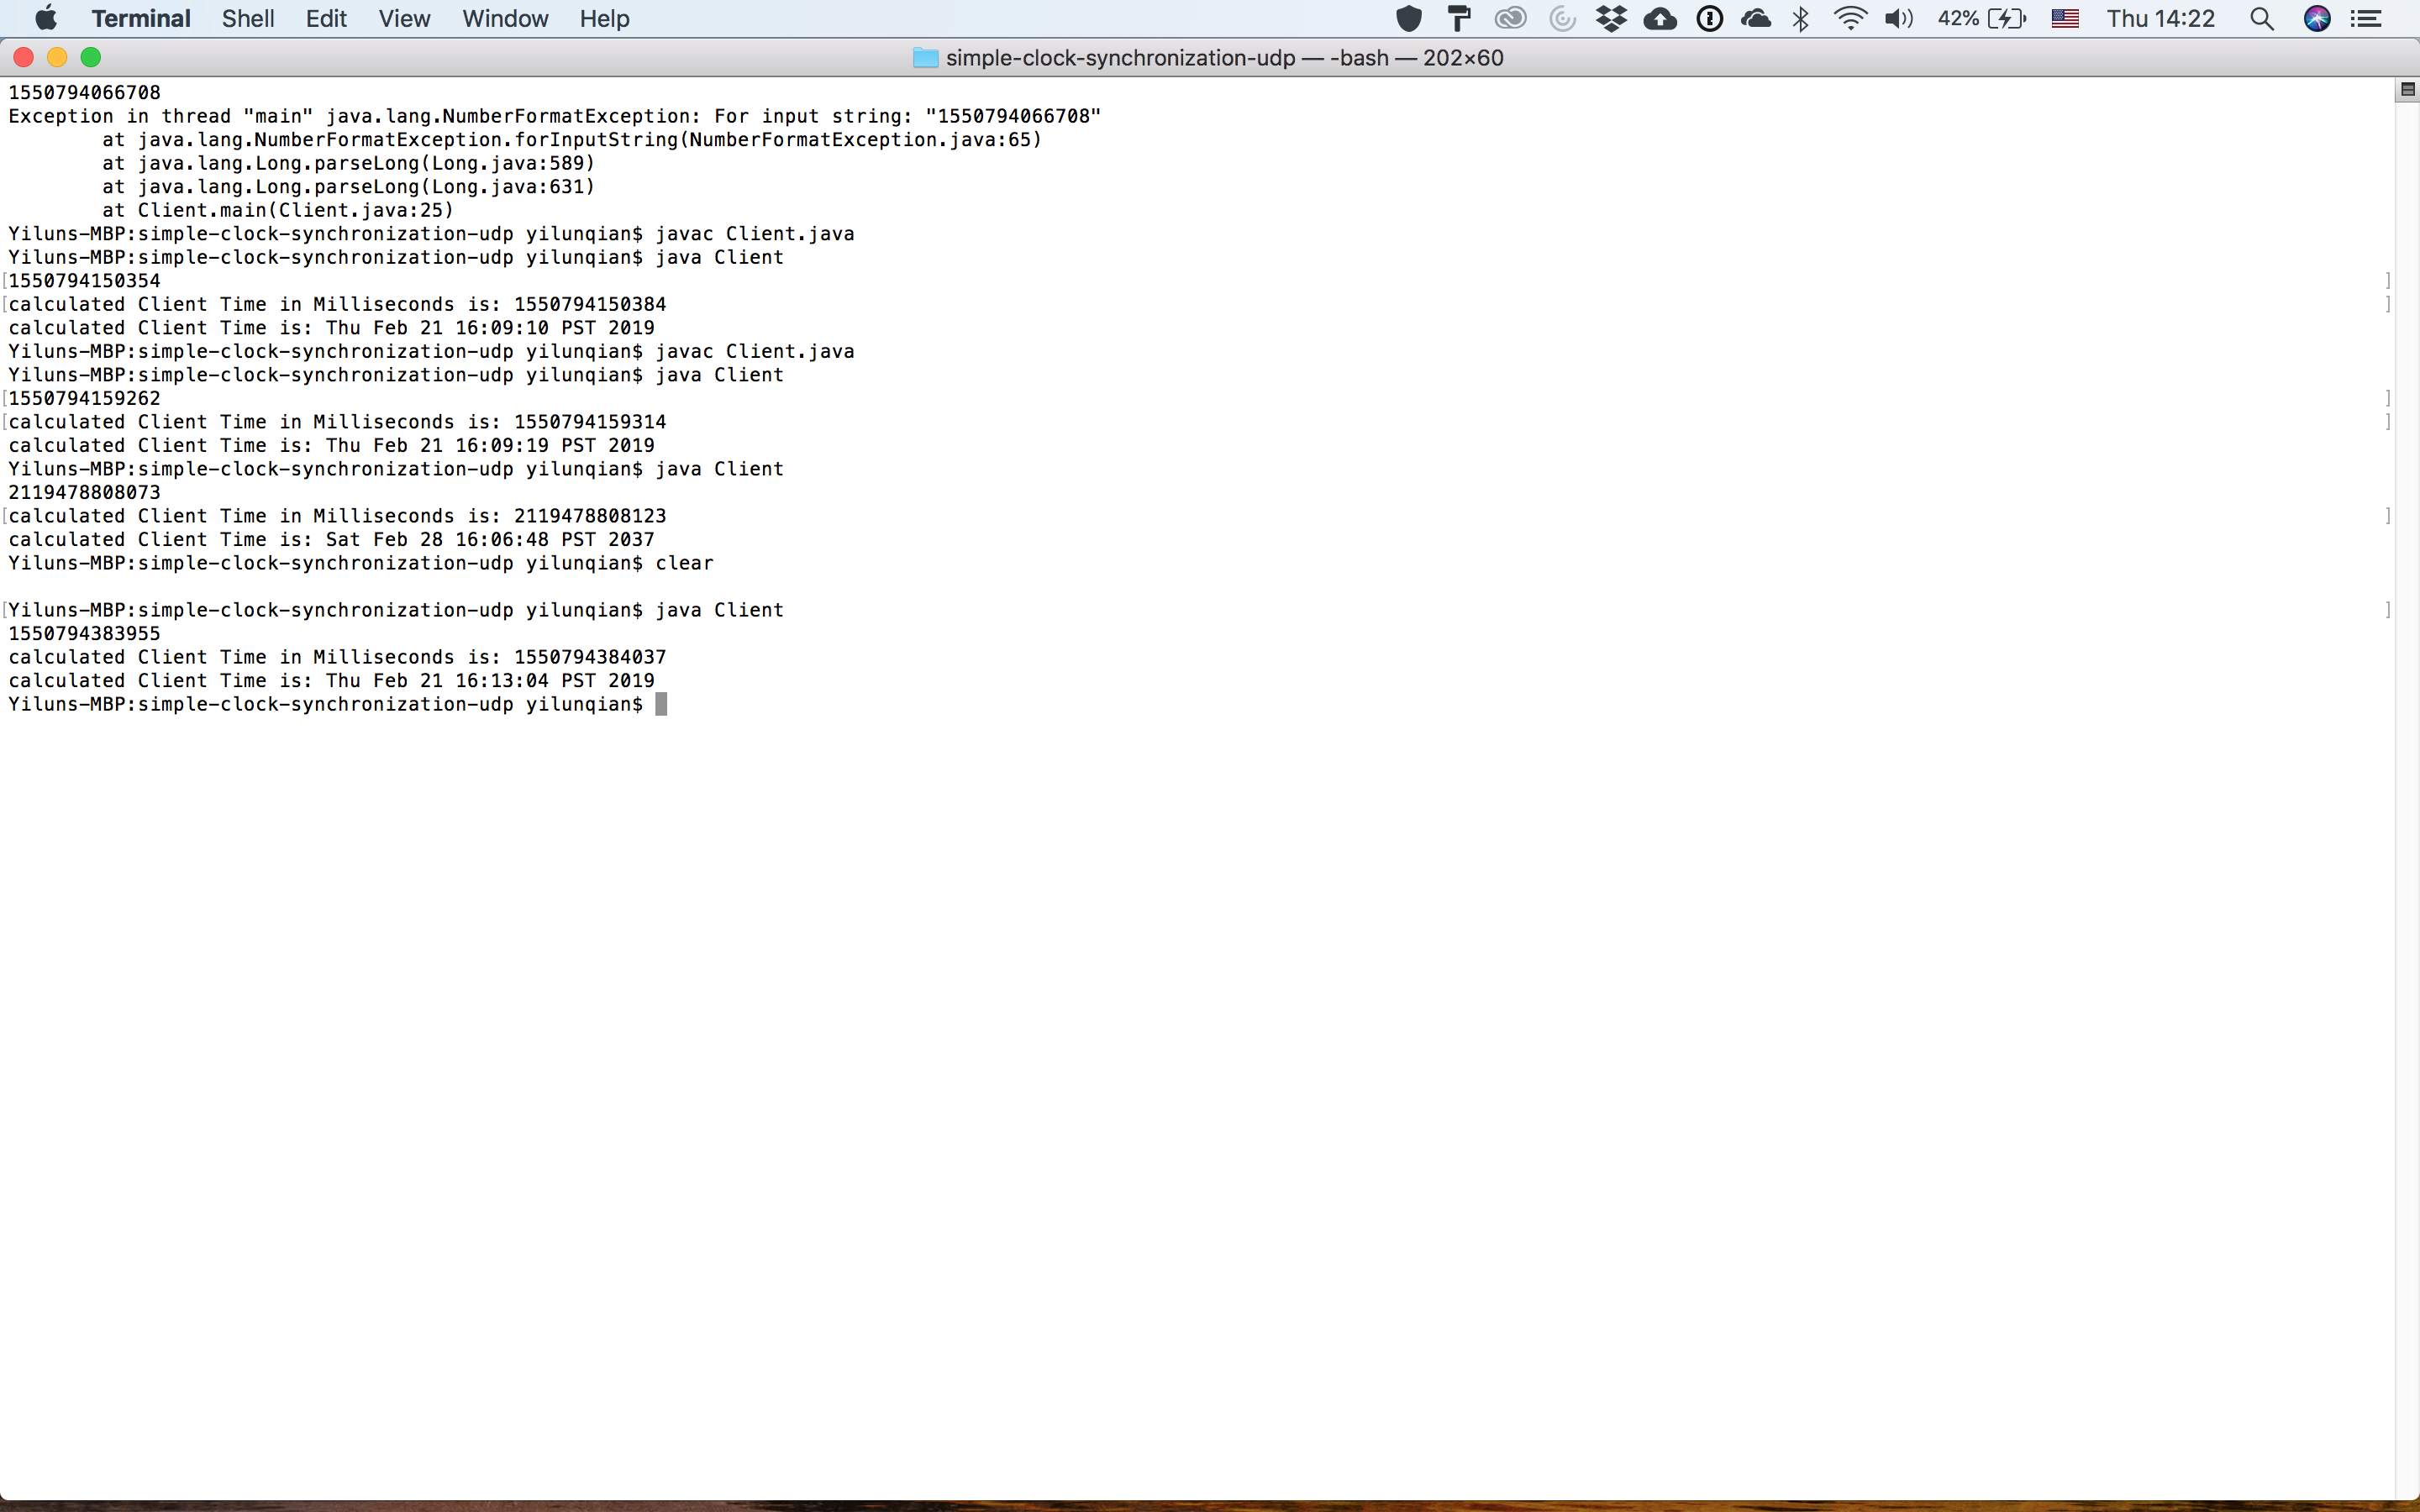 Terminal Shell Edit View Window Help 42% Thu 14:22
simple-clock-synchronization-udp — -bash — 202×60
1550794066708
Exception in thread "main" java.lang.NumberFormatException: For input string: "1550794066708"
        at java.lang.NumberFormatException.forInputString(NumberFormatException.java:65)
        at java.lang.Long.parseLong(Long.java:589)
        at java.lang.Long.parseLong(Long.java:631)
        at Client.main(Client.java:25)
Yiluns-MBP:simple-clock-synchronization-udp yilunqian$ javac Client.java
Yiluns-MBP:simple-clock-synchronization-udp yilunqian$ java Client
[1550794150354 ]
[calculated Client Time in Milliseconds is: 1550794150384 ]
calculated Client Time is: Thu Feb 21 16:09:10 PST 2019
Yiluns-MBP:simple-clock-synchronization-udp yilunqian$ javac Client.java
Yiluns-MBP:simple-clock-synchronization-udp yilunqian$ java Client
[1550794159262 ]
[calculated Client Time in Milliseconds is: 1550794159314 ]
calculated Client Time is: Thu Feb 21 16:09:19 PST 2019
Yiluns-MBP:simple-clock-synchronization-udp yilunqian$ java Client
2119478808073
[calculated Client Time in Milliseconds is: 2119478808123 ]
calculated Client Time is: Sat Feb 28 16:06:48 PST 2037
Yiluns-MBP:simple-clock-synchronization-udp yilunqian$ clear
[Yiluns-MBP:simple-clock-synchronization-udp yilunqian$ java Client ]
1550794383955
calculated Client Time in Milliseconds is: 1550794384037
calculated Client Time is: Thu Feb 21 16:13:04 PST 2019
Yiluns-MBP:simple-clock-synchronization-udp yilunqian$